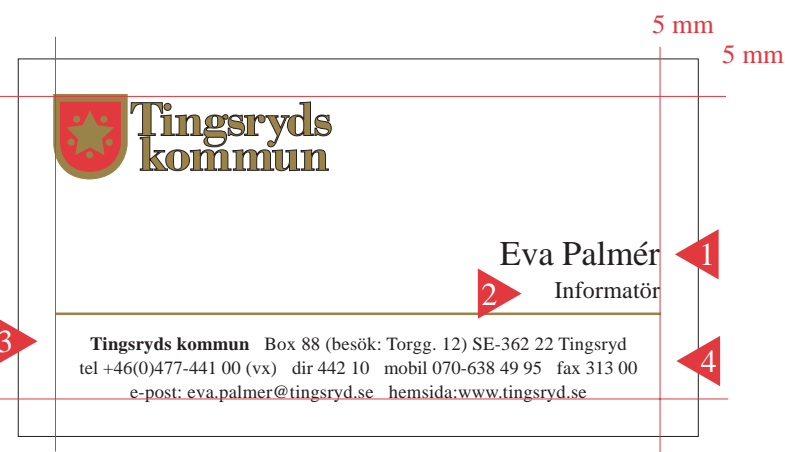 5 mm
5 mm
Tingsryds
kommun
Eva Palmér 1
2 Informatör
3 Tingsryds kommun Box 88 (besök: Torgg. 12) SE-362 22 Tingsryd
tel +46(0)477-441 00 (vx) dir 442 10 mobil 070-638 49 95 fax 313 00 4
e-post: eva.palmer@tingsryd.se hemsida:www.tingsryd.se